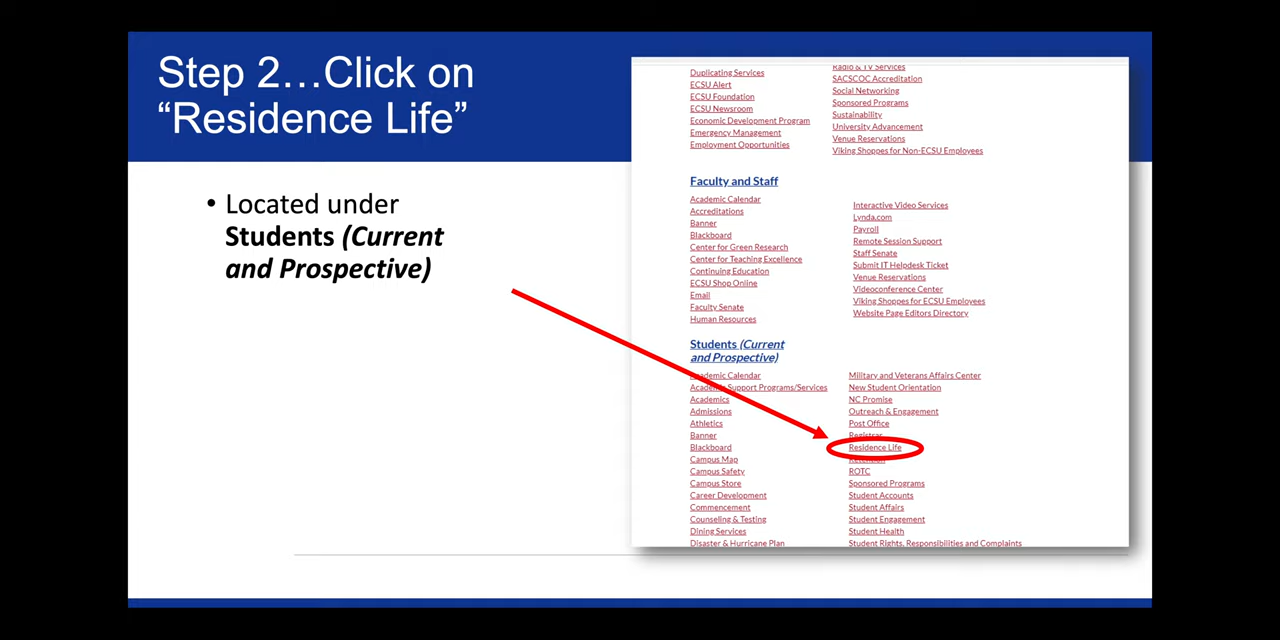 Step 2…Click on
“Residence Life”
• Located under
Students (Current
and Prospective)
Duplicating Services
ECSU Alert
ECSU Foundation
ECSU Newsroom
Economic Development Program
Emergency Management
Employment Opportunities
Radio & TV Services
SACSCOC Accreditation
Social Networking
Sponsored Programs
Sustainability
University Advancement
Venue Reservations
Viking Shoppes for Non-ECSU Employees
Faculty and Staff
Academic Calendar
Accreditations
Banner
Blackboard
Center for Green Research
Center for Teaching Excellence
Continuing Education
ECSU Shop Online
Email
Faculty Senate
Human Resources
Interactive Video Services
Lynda.com
Payroll
Remote Session Support
Staff Senate
Submit IT Helpdesk Ticket
Venue Reservations
Videoconference Center
Viking Shoppes for ECSU Employees
Website Page Editors Directory
Students (Current
and Prospective)
Academic Calendar
Academic Support Programs/Services
Academics
Admissions
Athletics
Banner
Blackboard
Campus Map
Campus Safety
Campus Store
Career Development
Commencement
Counseling & Testing
Dining Services
Disaster & Hurricane Plan
Military and Veterans Affairs Center
New Student Orientation
NC Promise
Outreach & Engagement
Post Office
Registrar
Residence Life
ROTC
Sponsored Programs
Student Accounts
Student Affairs
Student Engagement
Student Health
Student Rights, Responsibilities and Complaints